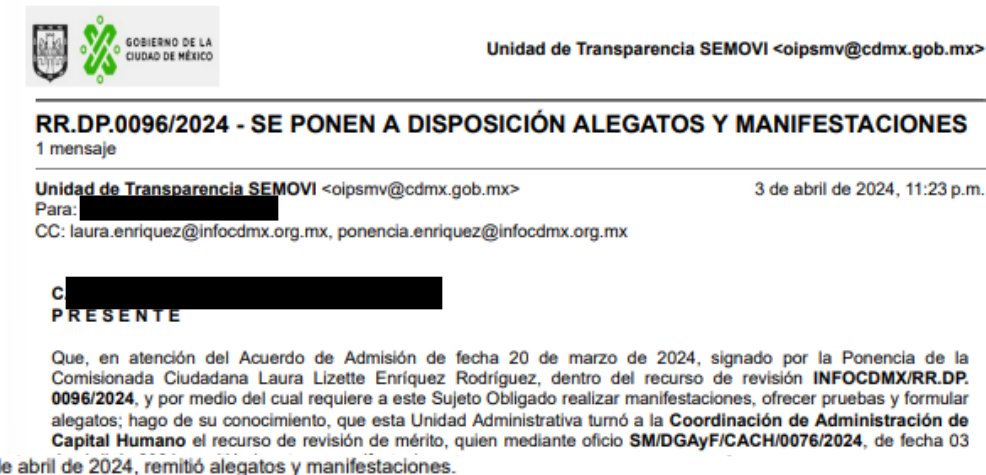 GOBIERNO DE LA
CIUDAD DE MÉXICO
Unidad de Transparencia SEMOVI <oipsmv@cdmx.gob.mx>
RR.DP.0096/2024 - SE PONEN A DISPOSICIÓN ALEGATOS Y MANIFESTACIONES
1 mensaje
Unidad de Transparencia SEMOVI <oipsmv@cdmx.gob.mx> 3 de abril de 2024, 11:23 p.m.
Para:
CC: laura.enriquez@infocdmx.org.mx, ponencia.enriquez@infocdmx.org.mx
C.
P R E S E N T E
Que, en atención del Acuerdo de Admisión de fecha 20 de marzo de 2024, signado por la Ponencia de la
Comisionada Ciudadana Laura Lizette Enríquez Rodríguez, dentro del recurso de revisión INFOCDMX/RR.DP.
0096/2024, y por medio del cual requiere a este Sujeto Obligado realizar manifestaciones, ofrecer pruebas y formular
alegatos; hago de su conocimiento, que esta Unidad Administrativa turnó a la Coordinación de Administración de
Capital Humano el recurso de revisión de mérito, quien mediante oficio SM/DGAyF/CACH/0076/2024, de fecha 03
de abril de 2024, remitió alegatos y manifestaciones.